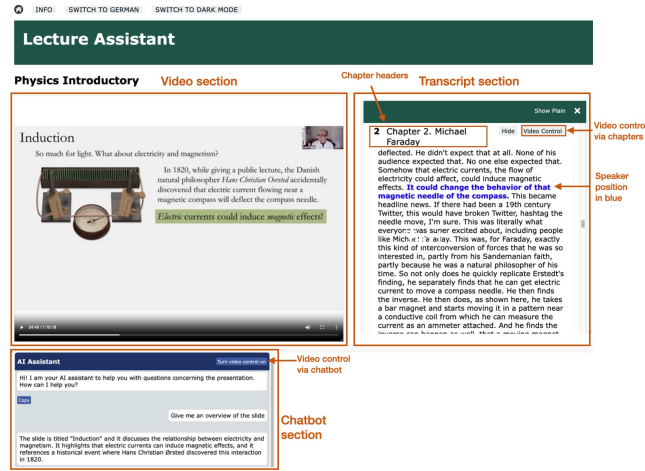 INFO SWITCH TO GERMAN SWITCH TO DARK MODE
Lecture Assistant
Physics Introductory
Video section
Chapter headers
Transcript section
Induction
So much for light. What about electricity and magnetism?
In 1820, while giving a public lecture, the Danish
natural philosopher Hans Christian Oersted accidentally
discovered that electric current flowing near a
magnetic compass will deflect the compass needle.
Electric currents could induce magnetic effects!
Show Plain
2 Chapter 2. Michael
Faraday
Hide
Video Control
Video contro
via chapters
deflected. He didn't expect that at all. None of his
audience expected that. No one else expected that.
Somehow that electric currents, the flow of
electricity could affect, could induce magnetic
effects. It could change the behavior of that
magnetic needle of the compass. This became
headline news. If there had been a 19th century
Twitter, this would have broken Twitter, hashtag the
needle move, I'm sure. This was literally what
everyone was super excited about, including people
like Michael Faraday. This was, for Faraday, exactly
this kind of interconversion of forces that he was so
interested in, partly from his Sandemanian faith,
partly because he was a natural philosopher of his
time. So not only does he quickly replicate Erstedt's
finding, he separately finds that he can get electric
current to move a compass needle. He then finds
the inverse. He then does, as shown here, he takes
a bar magnet and starts moving it in a pattern near
a conductive coil from which he can measure the
current as an ammeter attached. And he finds the
inverse can happen as well, that a moving magnet
Speaker
position
in blue
AI Assistant
Turn video control on
Video control
via chatbot
Hi! I am your AI assistant to help you with questions concerning the presentation.
How can I help you?
Copy
Give me an overview of the slide
Chatbot
section
The slide is titled "Induction" and it discusses the relationship between electricity and
magnetism. It highlights that electric currents can induce magnetic effects, and it
references a historical event where Hans Christian Ørsted discovered this interaction
in 1820.